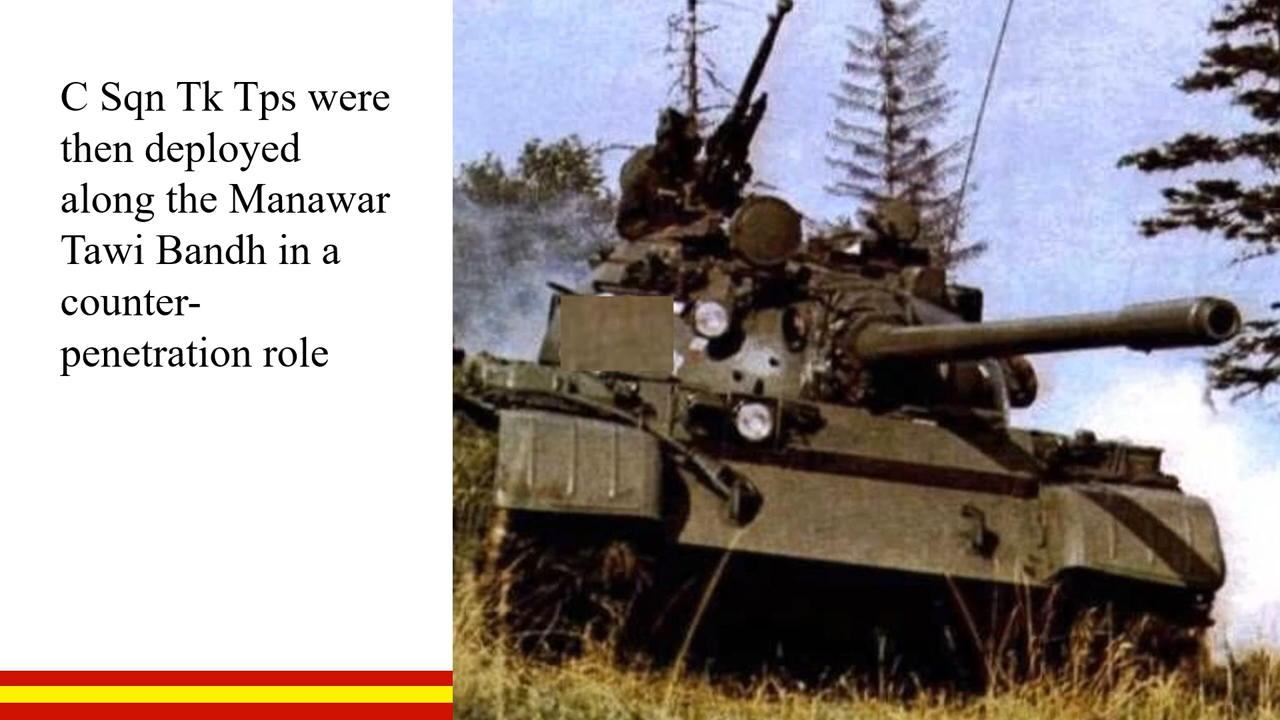 C Sqn Tk Tps were
then deployed
along the Manawar
Tawi Bandh in a
counter-
penetration role